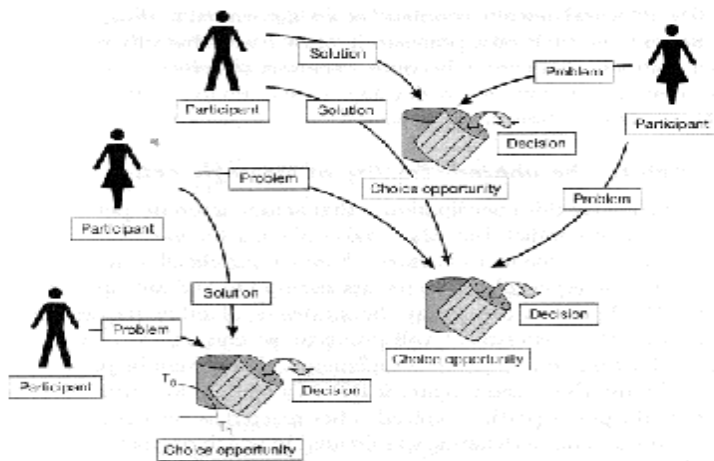 Solution
Problem
Participant
Solution
Participant
Decision
Choice opportunity
Problem
Problem
Participant
Solution
Decision
Problem
Choice opportunity
Participant
T₀
Decision
T₁
Choice opportunity